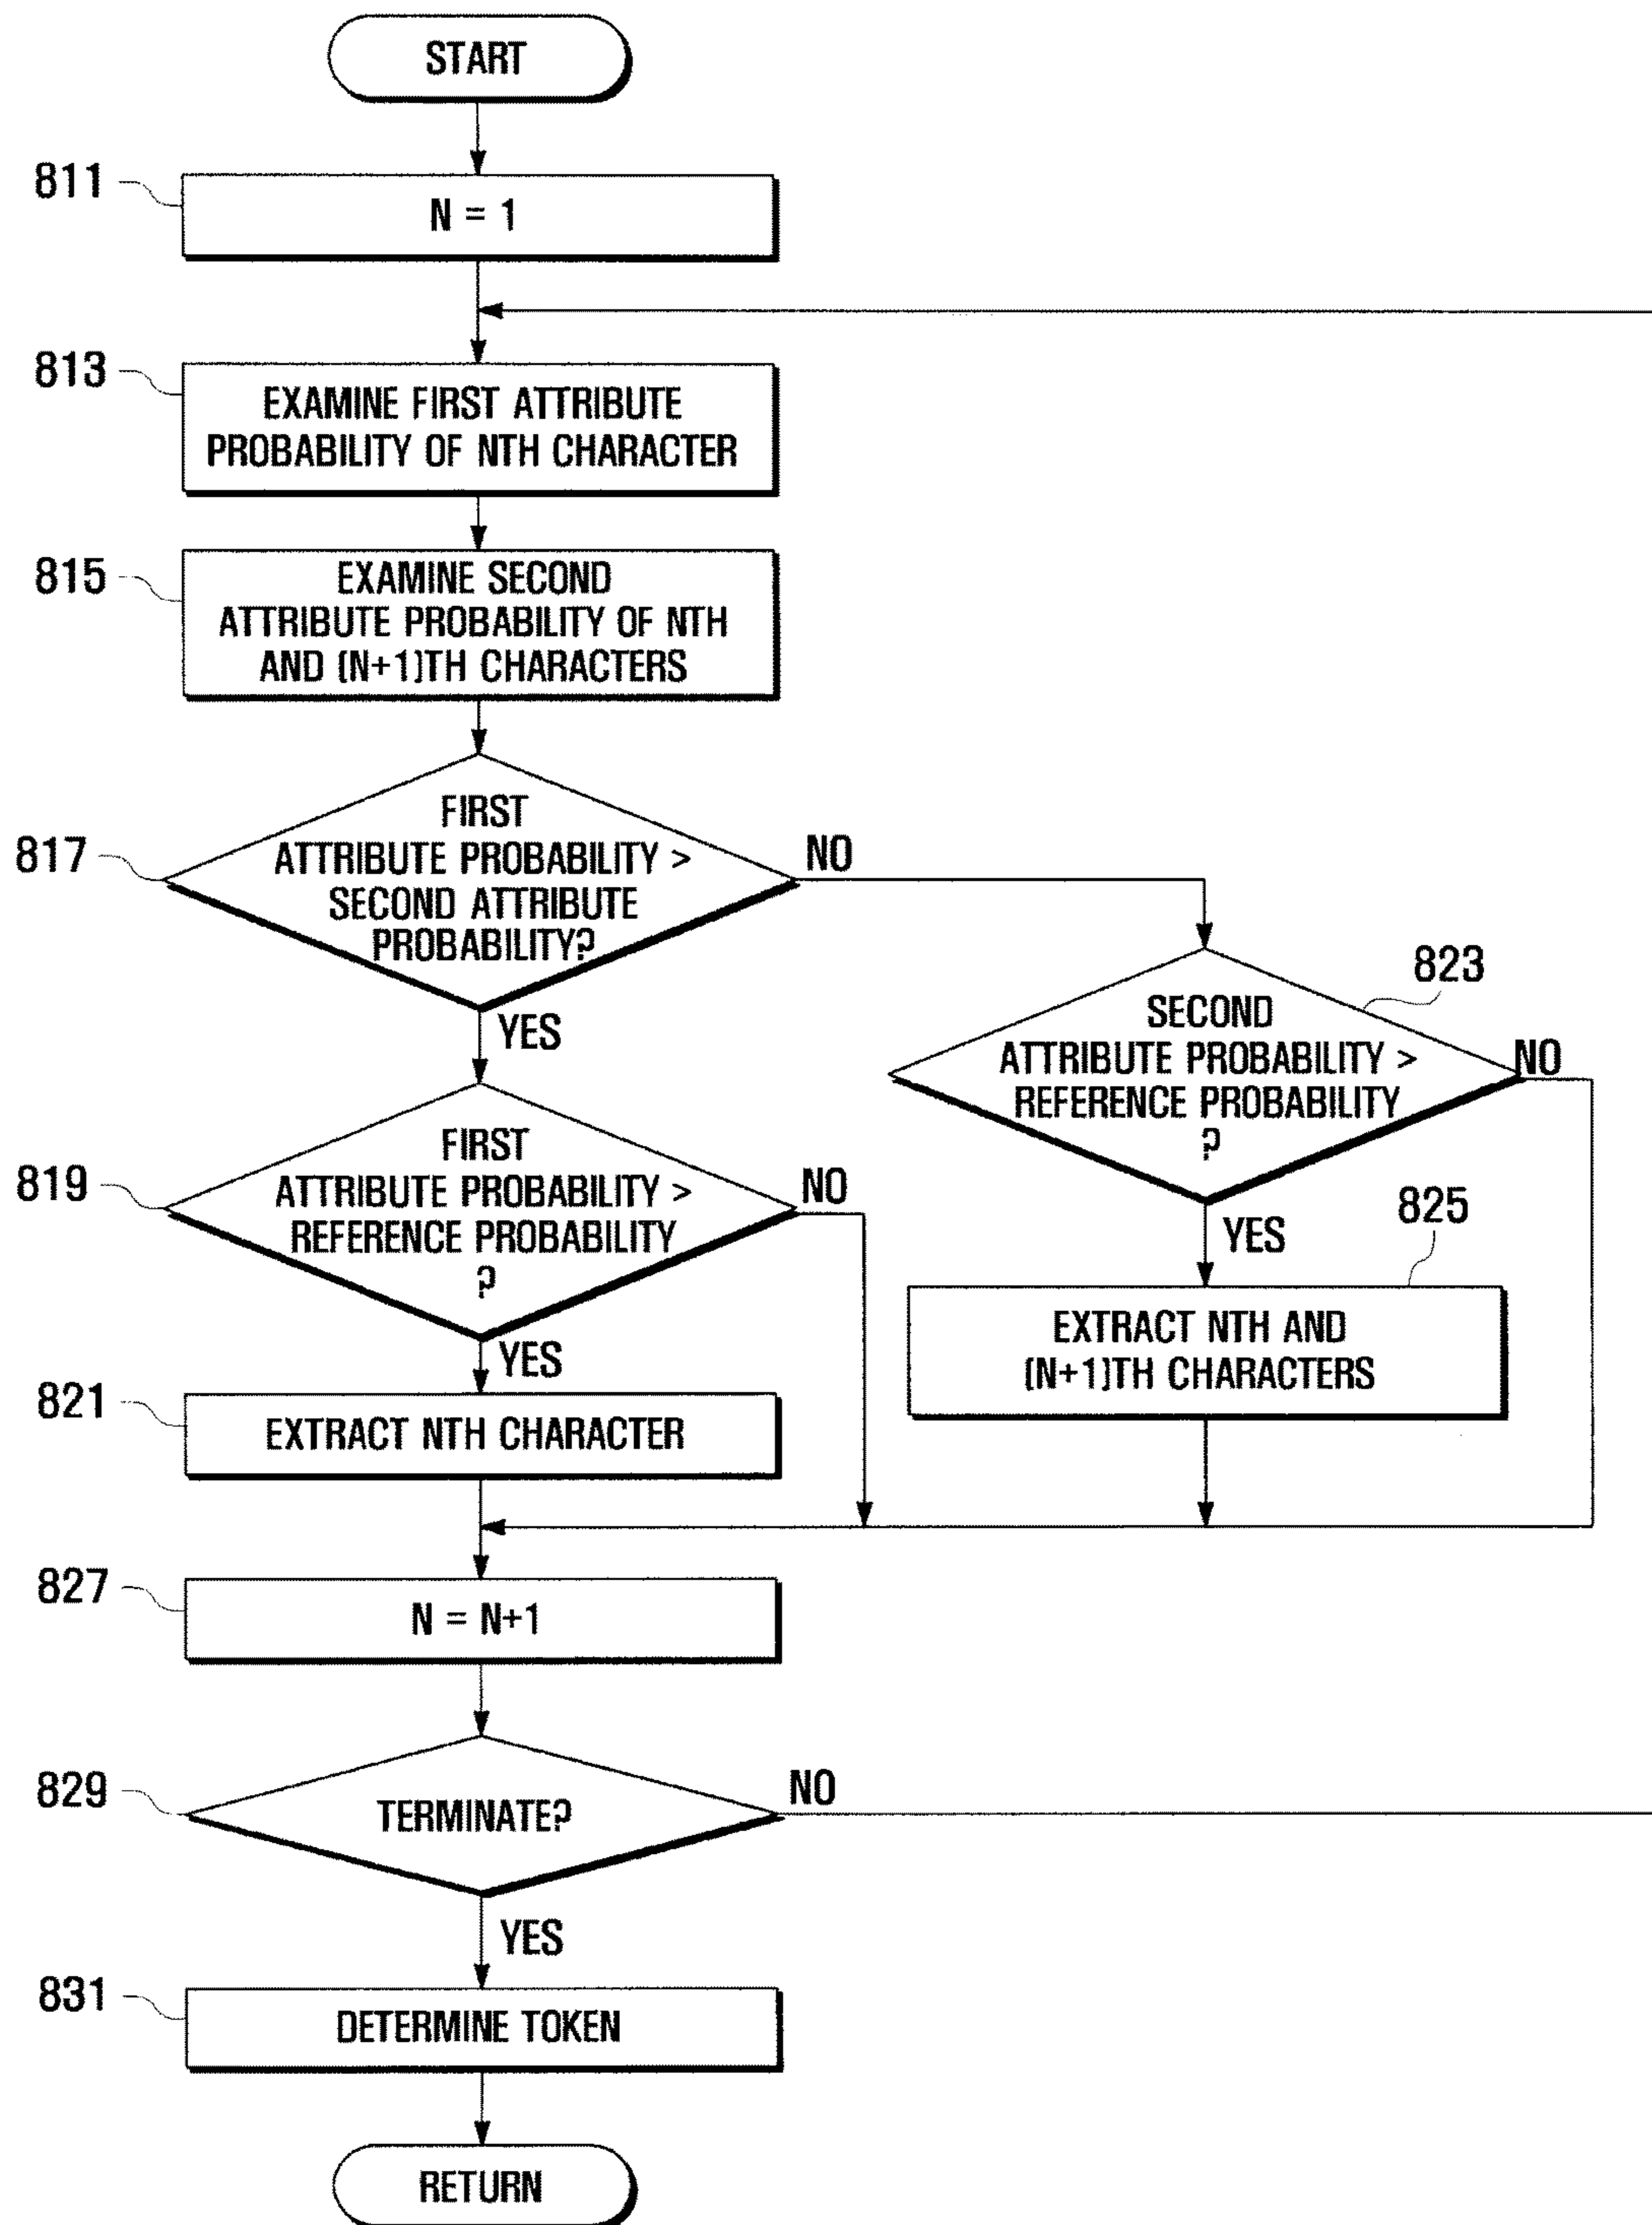 START
811
N = 1
813
EXAMINE FIRST ATTRIBUTE
PROBABILITY OF NTH CHARACTER
815
EXAMINE SECOND
ATTRIBUTE PROBABILITY OF NTH
AND (N+1)TH CHARACTERS
817
FIRST
ATTRIBUTE PROBABILITY >
SECOND ATTRIBUTE
PROBABILITY?
NO
YES
823
SECOND
ATTRIBUTE PROBABILITY >
REFERENCE PROBABILITY
?
NO
YES
819
FIRST
ATTRIBUTE PROBABILITY >
REFERENCE PROBABILITY
?
NO
YES
825
EXTRACT NTH AND
(N+1)TH CHARACTERS
821
EXTRACT NTH CHARACTER
827
N = N+1
829
TERMINATE?
NO
YES
831
DETERMINE TOKEN
RETURN